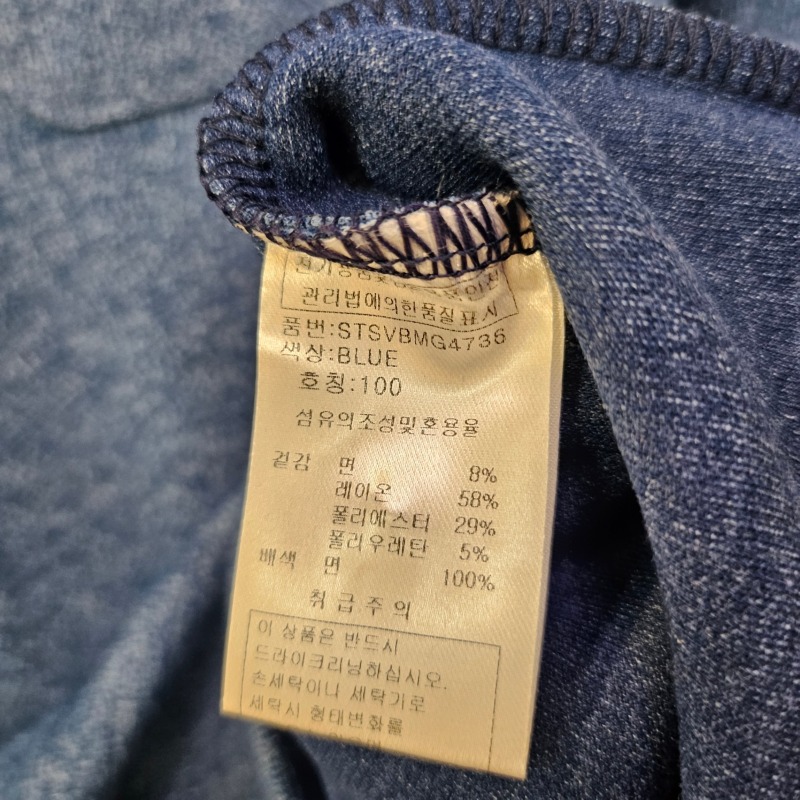 관리법에의한품질표시
품번:STSVBMG4736
색상:BLUE
호칭:100
섬유의조성및혼용율
겉감 면 8%
레이온 58%
폴리에스터 29%
폴리우레탄 5%
배색 면 100%
취급주의
이 상품은 반드시
드라이크리닝하십시오.
손세탁이나 세탁기로
세탁시 형태변화를